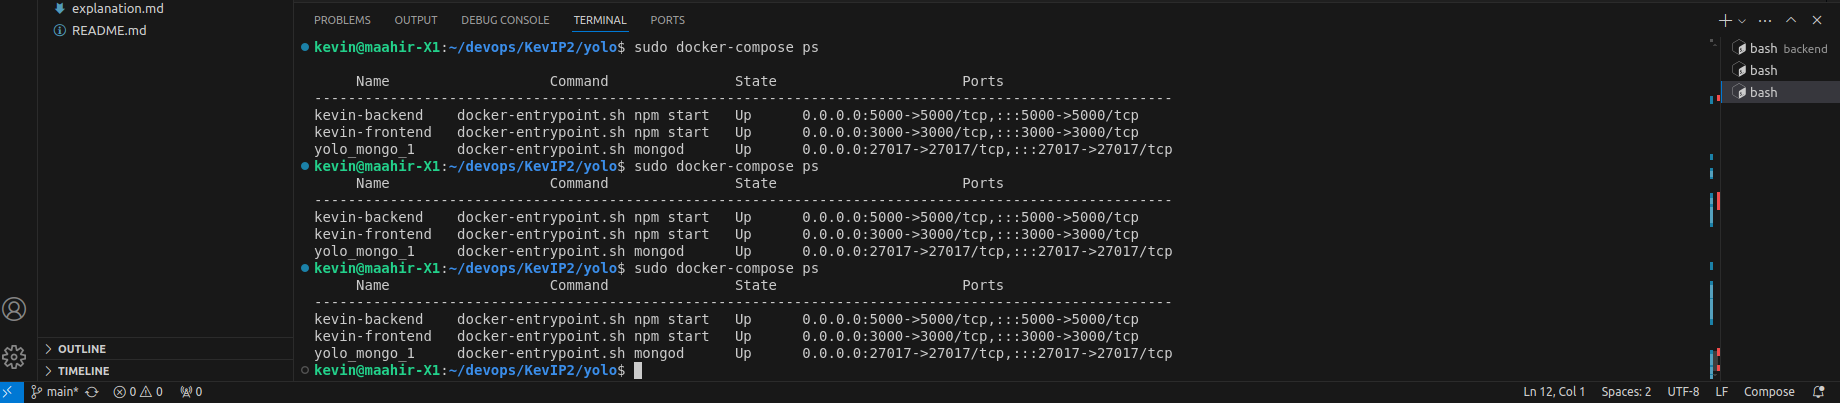 explanation.md
README.md
OUTLINE
TIMELINE
PROBLEMS OUTPUT DEBUG CONSOLE TERMINAL PORTS
kevin@maahir-X1:~/devops/KevIP2/yolo$ sudo docker-compose ps
Name Command State Ports
------------------------------------------------------------------------------------------------------
kevin-backend docker-entrypoint.sh npm start Up 0.0.0.0:5000->5000/tcp,:::5000->5000/tcp
kevin-frontend docker-entrypoint.sh npm start Up 0.0.0.0:3000->3000/tcp,:::3000->3000/tcp
yolo_mongo_1 docker-entrypoint.sh mongod Up 0.0.0.0:27017->27017/tcp,:::27017->27017/tcp
kevin@maahir-X1:~/devops/KevIP2/yolo$ sudo docker-compose ps
Name Command State Ports
------------------------------------------------------------------------------------------------------
kevin-backend docker-entrypoint.sh npm start Up 0.0.0.0:5000->5000/tcp,:::5000->5000/tcp
kevin-frontend docker-entrypoint.sh npm start Up 0.0.0.0:3000->3000/tcp,:::3000->3000/tcp
yolo_mongo_1 docker-entrypoint.sh mongod Up 0.0.0.0:27017->27017/tcp,:::27017->27017/tcp
kevin@maahir-X1:~/devops/KevIP2/yolo$ sudo docker-compose ps
Name Command State Ports
------------------------------------------------------------------------------------------------------
kevin-backend docker-entrypoint.sh npm start Up 0.0.0.0:5000->5000/tcp,:::5000->5000/tcp
kevin-frontend docker-entrypoint.sh npm start Up 0.0.0.0:3000->3000/tcp,:::3000->3000/tcp
yolo_mongo_1 docker-entrypoint.sh mongod Up 0.0.0.0:27017->27017/tcp,:::27017->27017/tcp
kevin@maahir-X1:~/devops/KevIP2/yolo$
bash backend
bash
bash
main* 0 0 0 Ln 12, Col 1 Spaces: 2 UTF-8 LF Compose